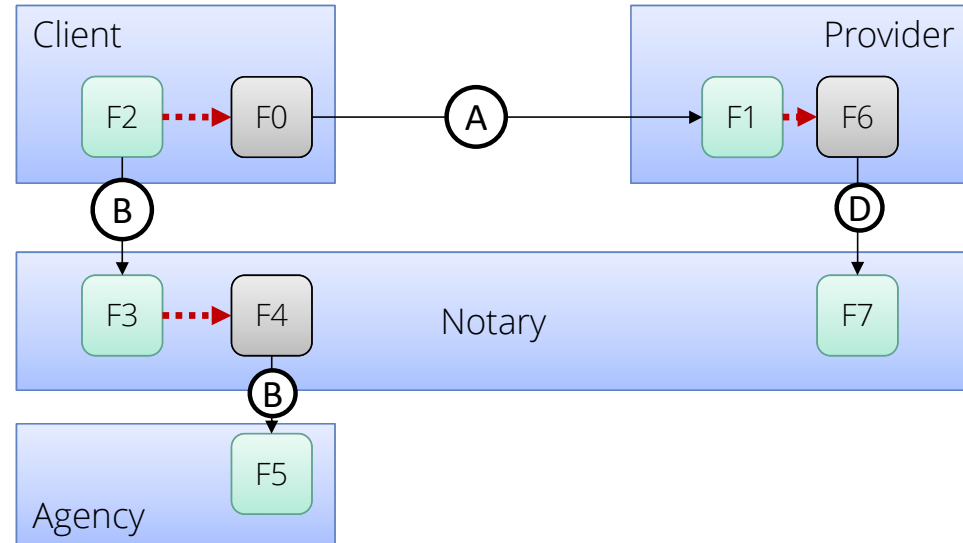 Client
Provider
F2
F0
A
F1
F6
B
D
F3
F4
Notary
F7
B
F5
Agency